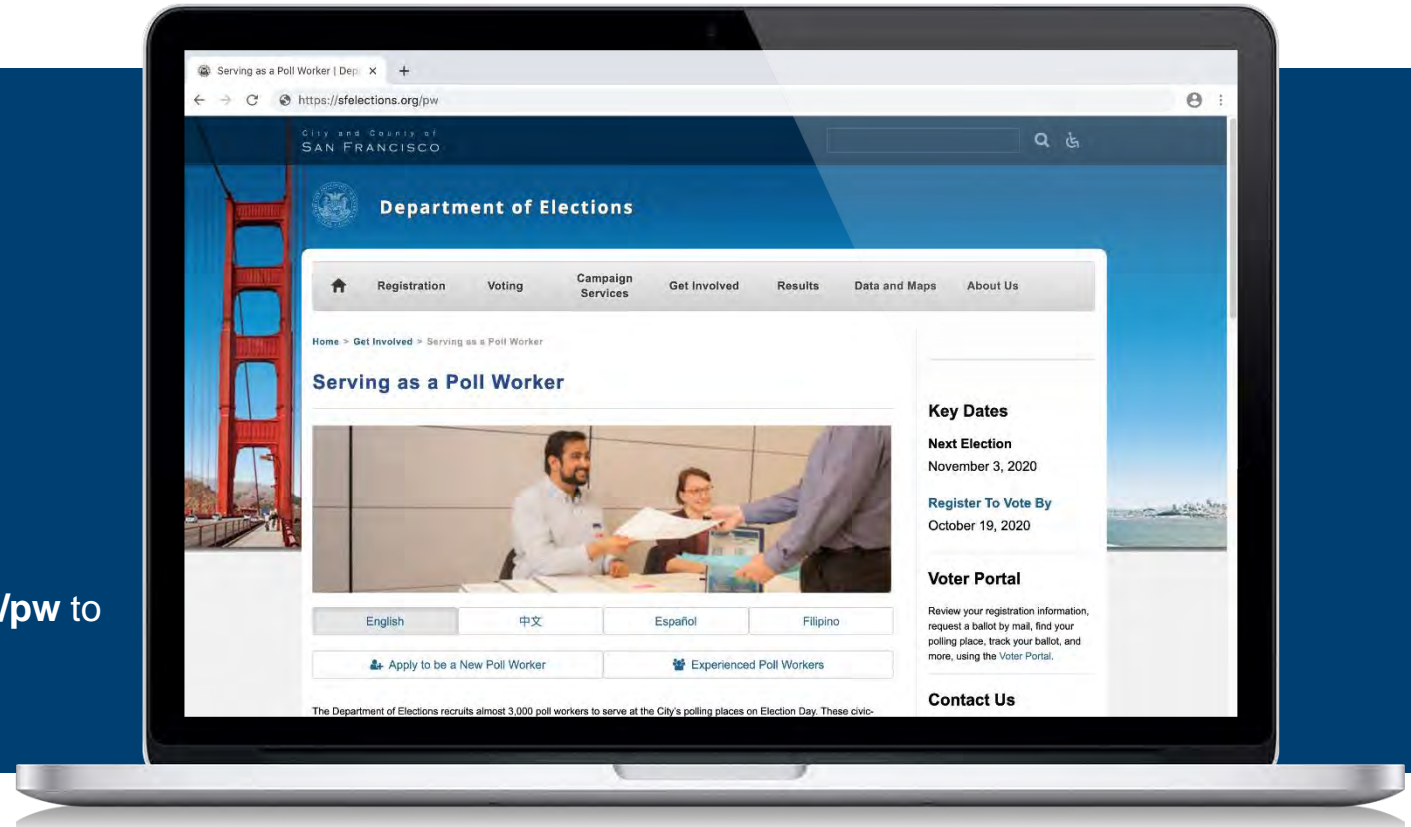 Serving as a Poll Worker | Dep
https://sfelections.org/pw
City and County of
SAN FRANCISCO
Department of Elections
Registration
Voting
Campaign
Services
Get Involved
Results
Data and Maps
About Us
Home > Get Involved > Serving as a Poll Worker
Serving as a Poll Worker
English
中文
Español
Filipino
Apply to be a New Poll Worker
Experienced Poll Workers
The Department of Elections recruits almost 3,000 poll workers to serve at the City's polling places on Election Day. These civic-
Key Dates
Next Election
November 3, 2020
Register To Vote By
October 19, 2020
Voter Portal
Review your registration information,
request a ballot by mail, find your
polling place, track your ballot, and
more, using the Voter Portal.
Contact Us
/pw to